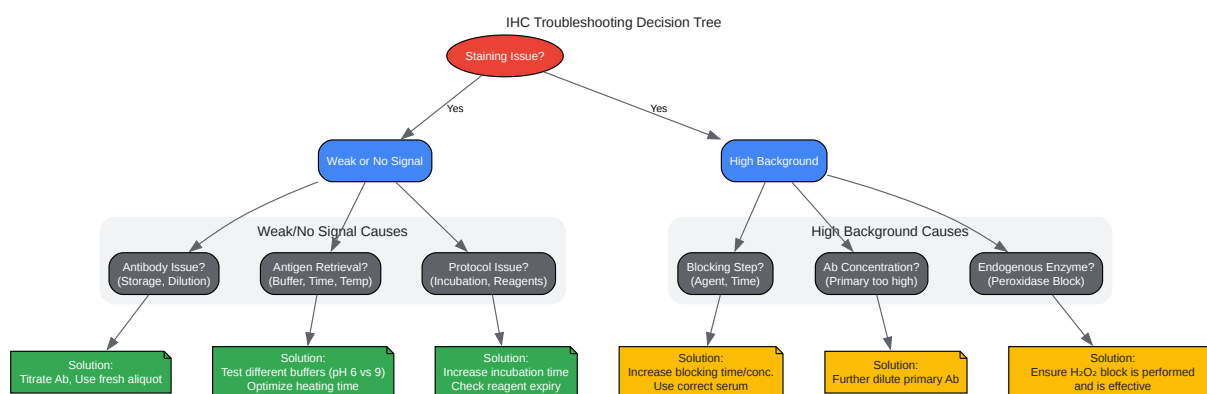 IHC Troubleshooting Decision Tree
Staining Issue?
Yes
Yes
Weak or No Signal
High Background
Weak/No Signal Causes
High Background Causes
Antibody Issue?
(Storage, Dilution)
Antigen Retrieval?
(Buffer, Time, Temp)
Protocol Issue?
(Incubation, Reagents)
Blocking Step?
(Agent, Time)
Ab Concentration?
(Primary too high)
Endogenous Enzyme?
(Peroxidase Block)
Solution:
Titrate Ab, Use fresh aliquot
Solution:
Test different buffers (pH 6 vs 9)
Optimize heating time
Solution:
Increase incubation time
Check reagent expiry
Solution:
Increase blocking time/conc.
Use correct serum
Solution:
Further dilute primary Ab
Solution:
Ensure H₂O₂ block is performed
and is effective